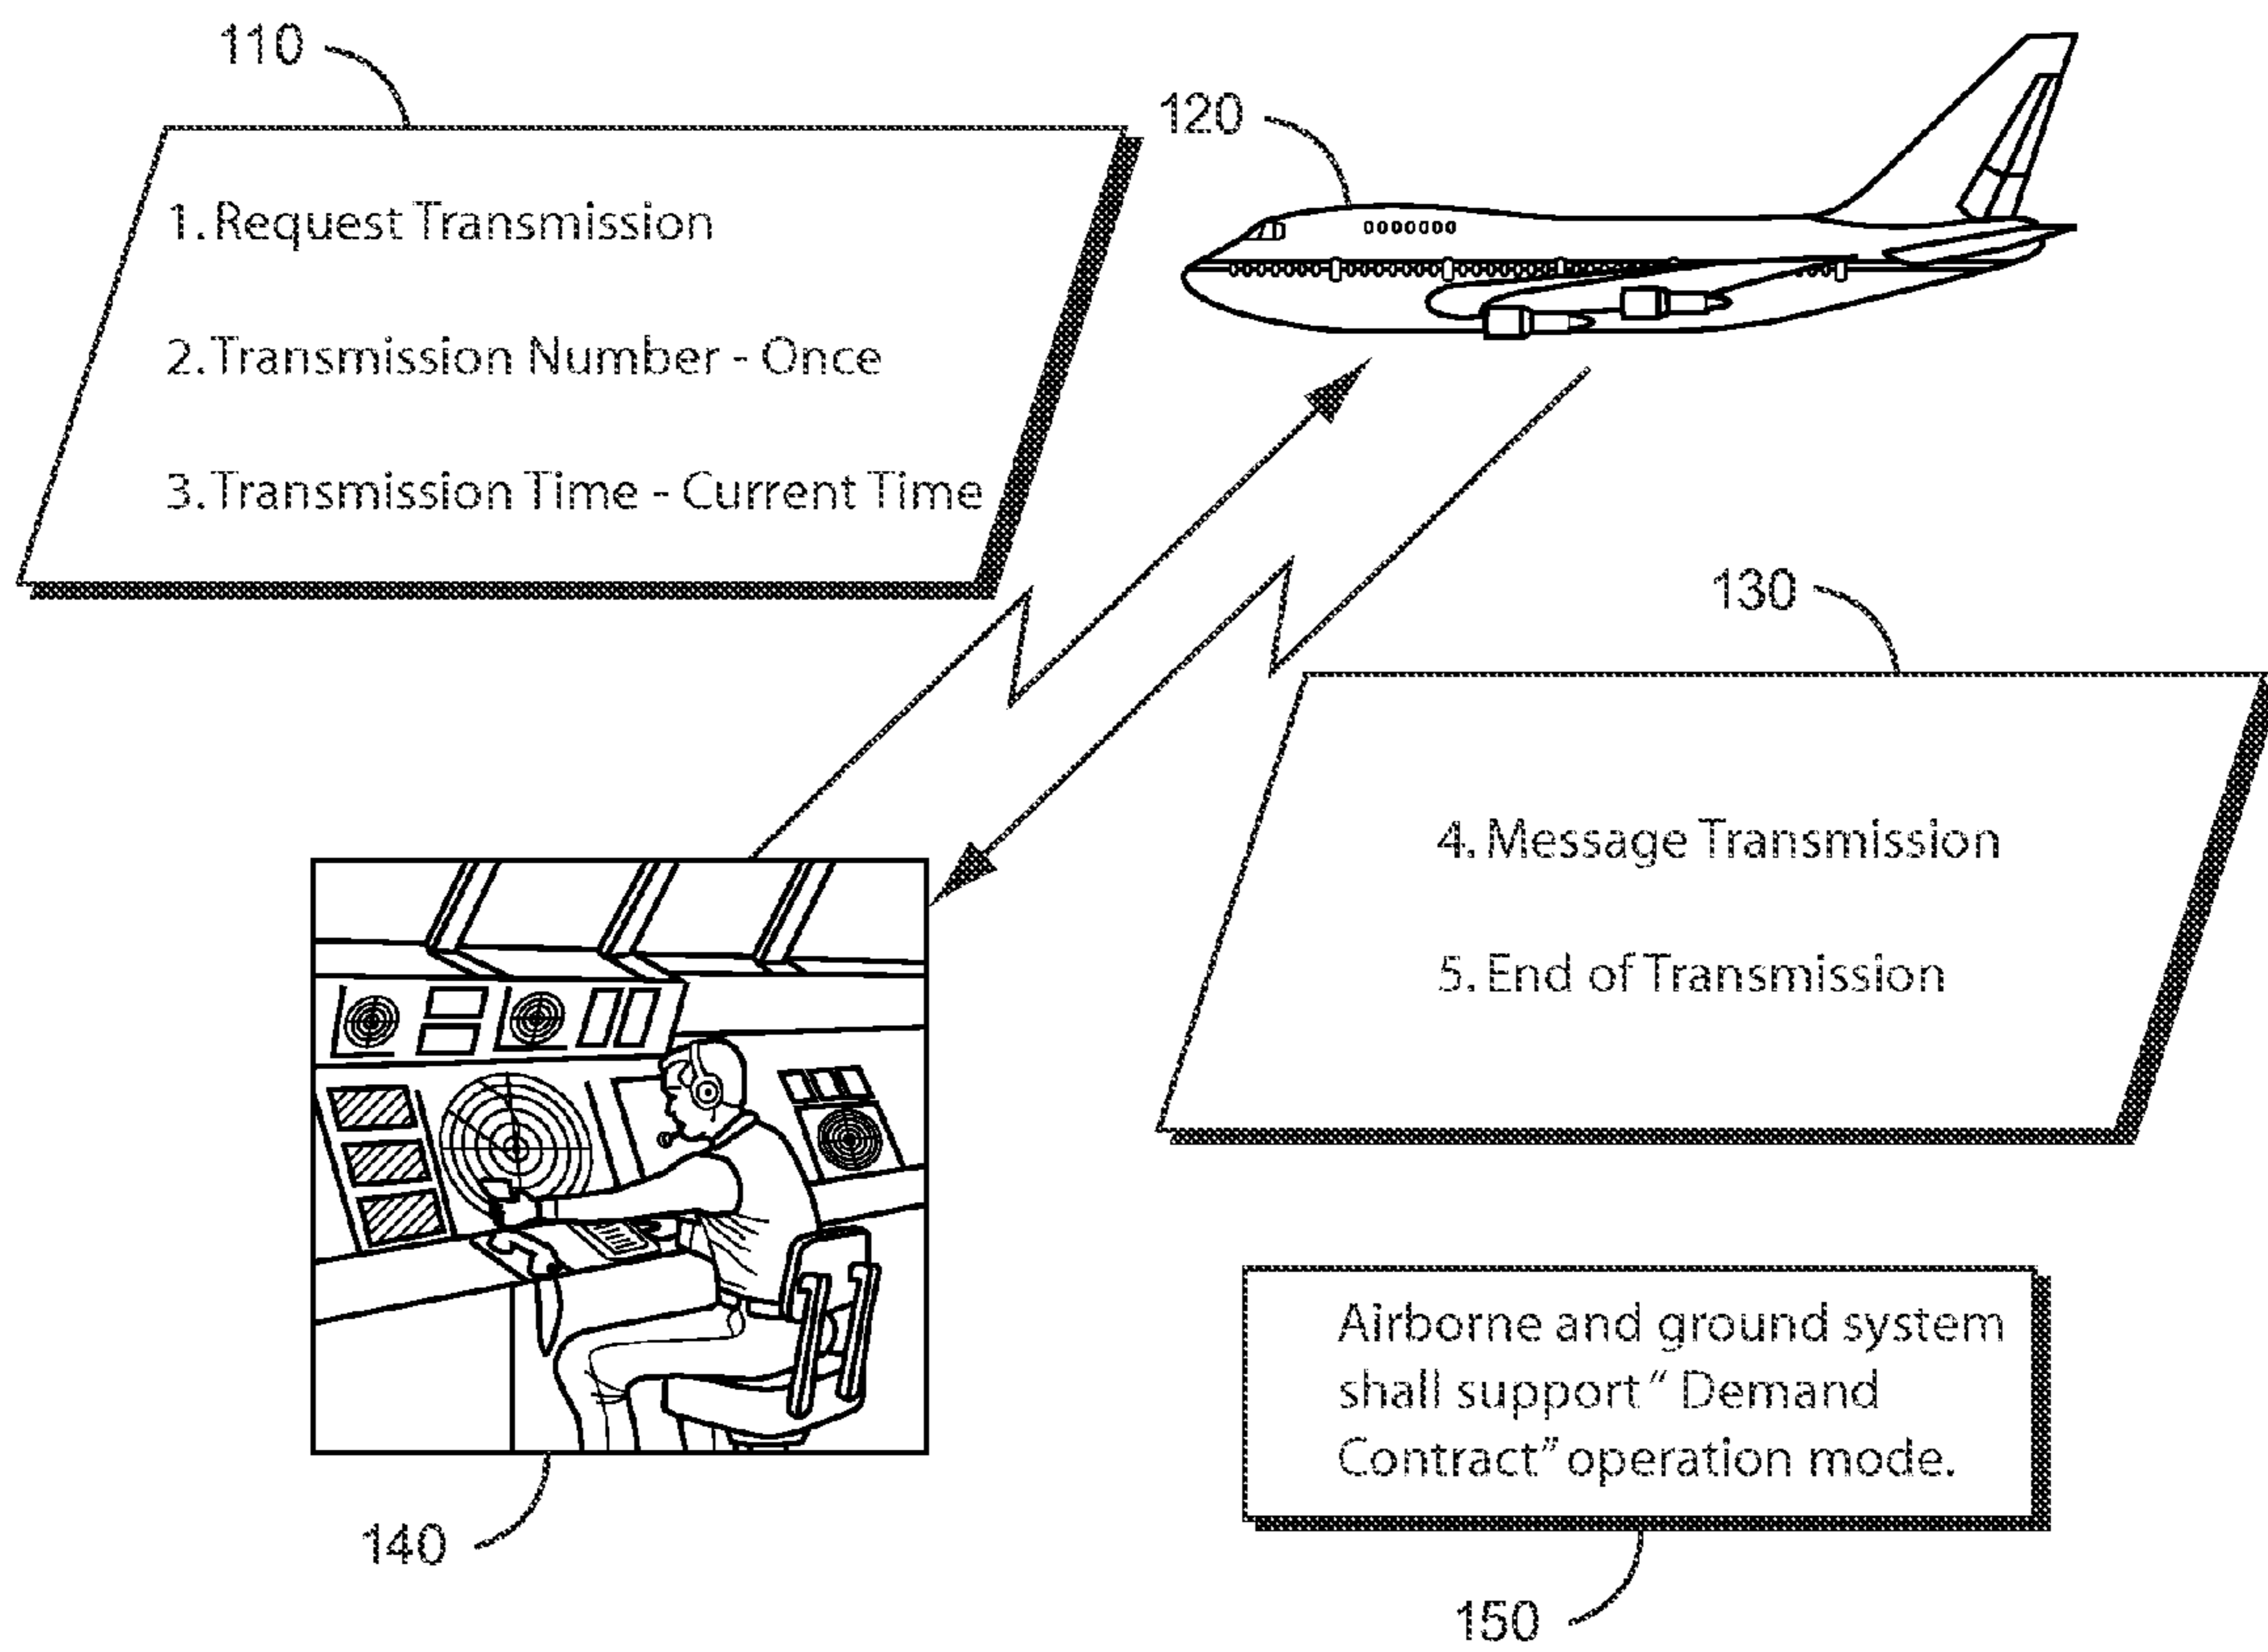 110
1. Request Transmission
2. Transmission Number - Once
3. Transmission Time - Current Time
120
130
4. Message Transmission
5. End of Transmission
140
Airborne and ground system
shall support “ Demand
Contract” operation mode.
150